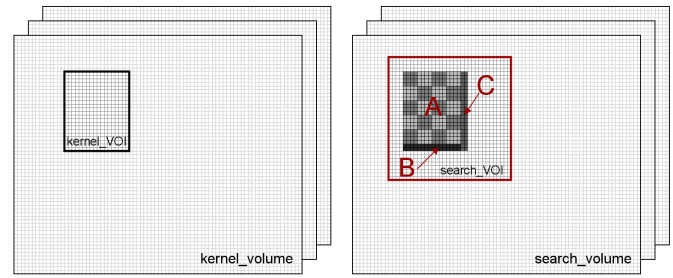 kernel_VOI
kernel_volume
A
C
B
search_VOI
search_volume